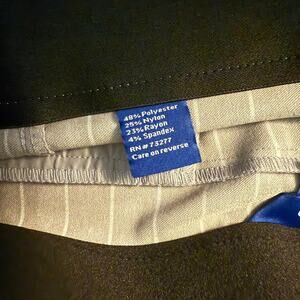 48% Polyester
25% Nylon
23% Rayon
4% Spandex
RN# 73277
Care on reverse